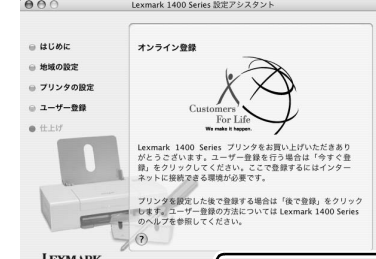 Lexmark 1400 Series 設定アシスタント
はじめに
地域の設定
プリンタの設定
ユーザー登録
仕上げ
オンライン登録
Customers
For Life
We make it happen.
Lexmark 1400 Series プリンタをお買い上げいただきあり
がとうございます。ユーザー登録を行う場合は「今すぐ登
録」をクリックしてください。ここで登録するにはインター
ネットに接続できる環境が必要です。
プリンタを設定した後で登録する場合は「後で登録」をクリック
します。ユーザー登録の方法については Lexmark 1400 Series
のヘルプを参照してください。
?
LEXMARK